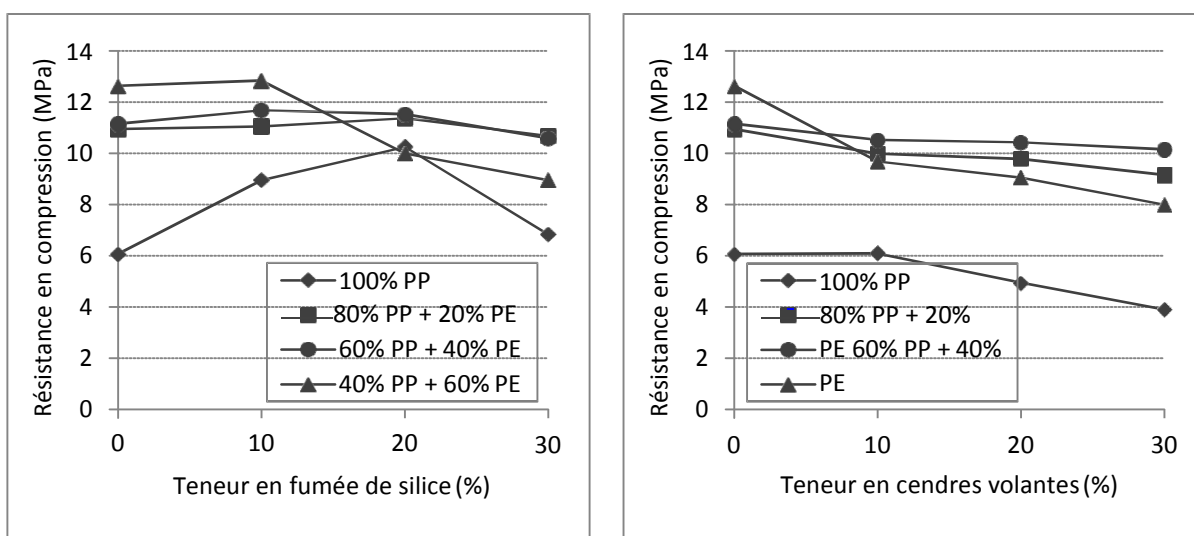 Résistance en compression (MPa)
14
12
10
8
6
4
2
0
0 10 20 30
Teneur en fumée de silice (%)
100% PP
80% PP + 20% PE
60% PP + 40% PE
40% PP + 60% PE
Résistance en compression (MPa)
14
12
10
8
6
4
2
0
0 10 20 30
Teneur en cendres volantes (%)
100% PP
80% PP + 20%
PE 60% PP + 40%
PE